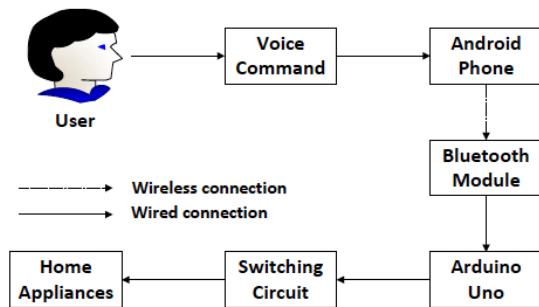 Voice
Command
Android
Phone
User
Bluetooth
Module
Wireless connection
Wired connection
Home
Appliances
Switching
Circuit
Arduino
Uno